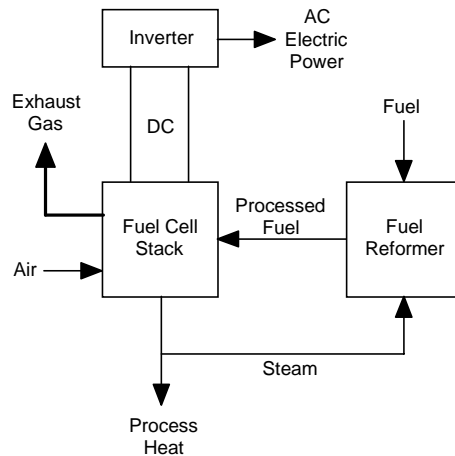 Inverter
AC
Electric
Power
Exhaust
Gas
DC
Fuel
Fuel Cell
Stack
Processed
Fuel
Fuel
Reformer
Air
Steam
Process
Heat